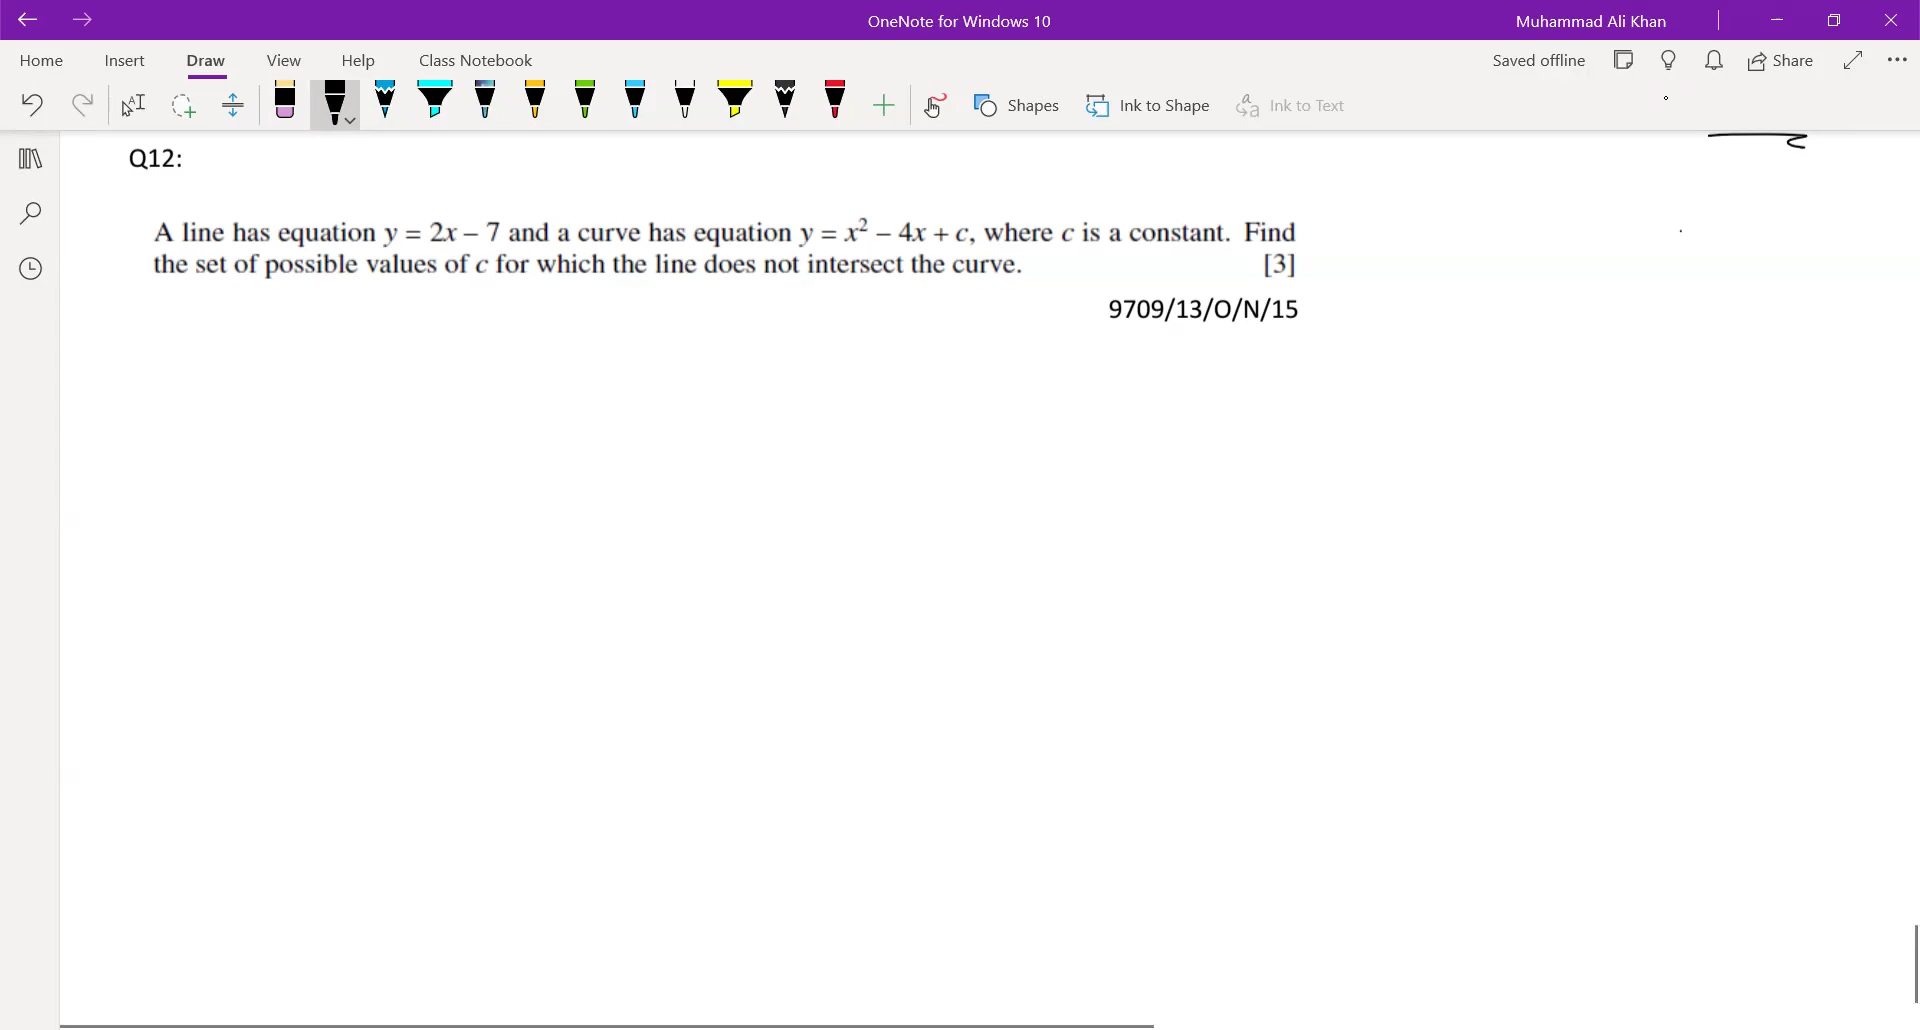 OneNote for Windows 10
Muhammad Ali Khan
Home Insert Draw View Help Class Notebook
Saved offline Share
Shapes Ink to Shape Ink to Text
Q12:
A line has equation y = 2x − 7 and a curve has equation y = x² − 4x + c, where c is a constant. Find
the set of possible values of c for which the line does not intersect the curve. [3]
9709/13/O/N/15